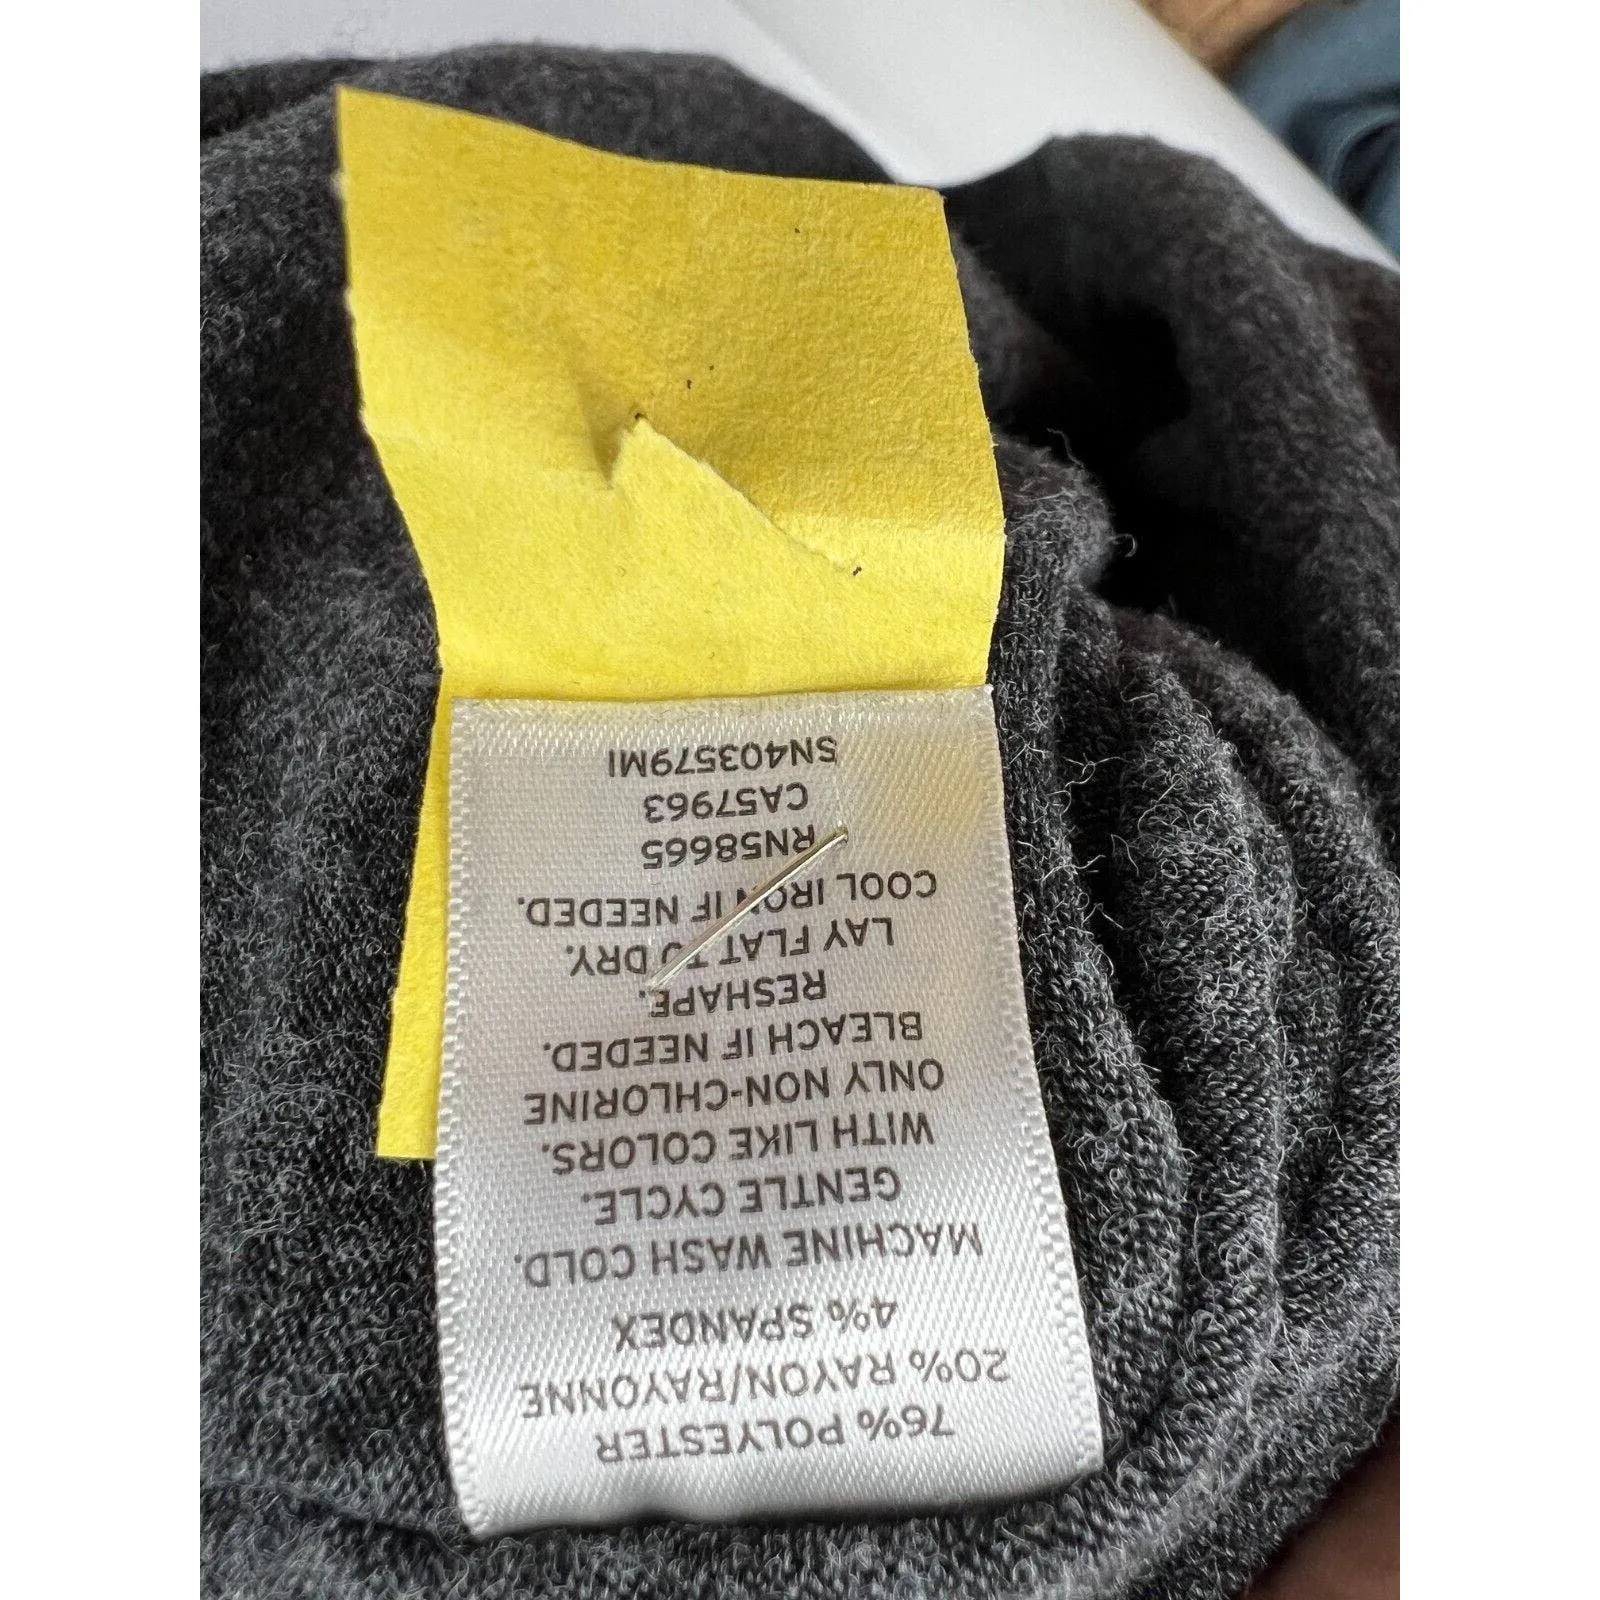 76% POLYESTER
20% RAYON/RAYONNE
4% SPANDEX
MACHINE WASH COLD.
GENTLE CYCLE.
WITH LIKE COLORS.
ONLY NON-CHLORINE
BLEACH IF NEEDED.
RESHAPE.
LAY FLAT TO DRY.
COOL IRON IF NEEDED.
RN58665
CA57963
SN403579MI